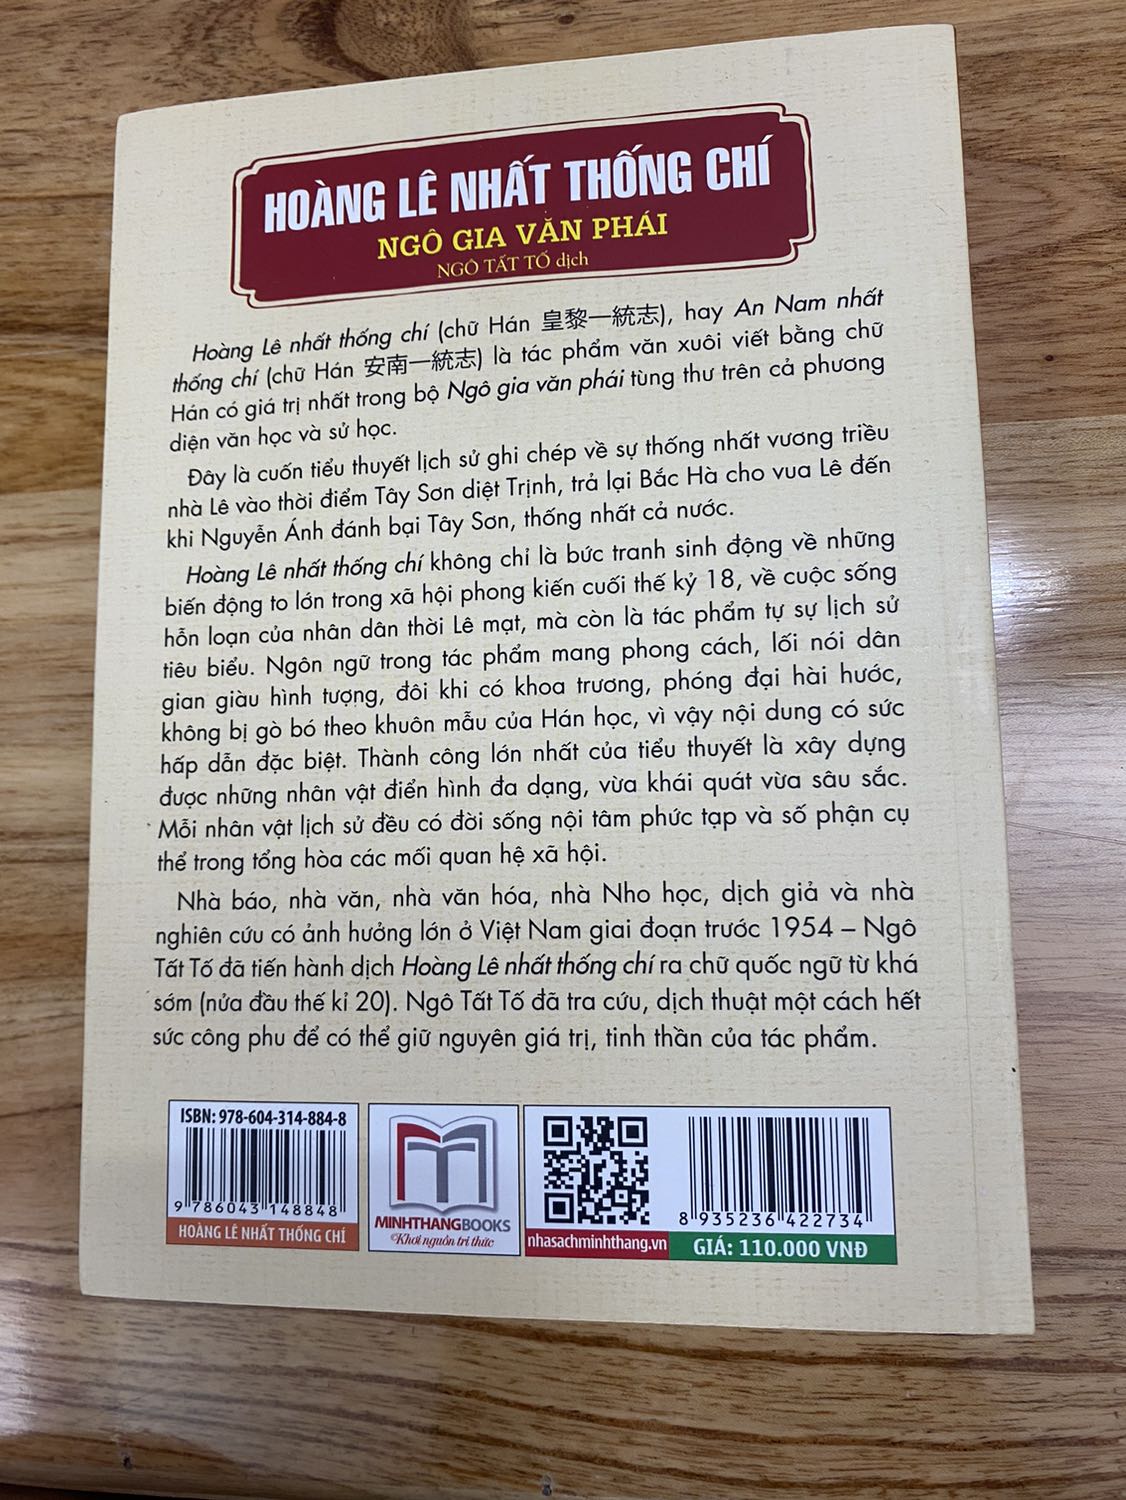 HOÀNG LÊ NHẤT THỐNG CHÍ
NGÔ GIA VĂN PHÁI
NGÔ TẤT TỐ dịch
Hoàng Lê nhất thống chí (chữ Hán 皇黎一統志), hay An Nam nhất
thống chí (chữ Hán 安南一統志) là tác phẩm văn xuôi viết bằng chữ
Hán có giá trị nhất trong bộ Ngô gia văn phái tùng thư trên cả phương
diện văn học và sử học.
Đây là cuốn tiểu thuyết lịch sử ghi chép về sự thống nhất vương triều
nhà Lê vào thời điểm Tây Sơn diệt Trịnh, trả lại Bắc Hà cho vua Lê đến
khi Nguyễn Ánh đánh bại Tây Sơn, thống nhất cả nước.
Hoàng Lê nhất thống chí không chỉ là bức tranh sinh động về những
biến động to lớn trong xã hội phong kiến cuối thế kỷ 18, về cuộc sống
hỗn loạn của nhân dân thời Lê mạt, mà còn là tác phẩm tự sự lịch sử
tiêu biểu. Ngôn ngữ trong tác phẩm mang phong cách, lối nói dân
gian giàu hình tượng, đôi khi có khoa trương, phóng đại hài hước,
không bị gò bó theo khuôn mẫu của Hán học, vì vậy nội dung có sức
hấp dẫn đặc biệt. Thành công lớn nhất của tiểu thuyết là xây dựng
được những nhân vật điển hình đa dạng, vừa khái quát vừa sâu sắc.
Mỗi nhân vật lịch sử đều có đời sống nội tâm phức tạp và số phận cụ
thể trong tổng hòa các mối quan hệ xã hội.
Nhà báo, nhà văn, nhà văn hóa, nhà Nho học, dịch giả và nhà
nghiên cứu có ảnh hưởng lớn ở Việt Nam giai đoạn trước 1954 – Ngô
Tất Tố đã tiến hành dịch Hoàng Lê nhất thống chí ra chữ quốc ngữ từ khá
sớm (nửa đầu thế kỉ 20). Ngô Tất Tố đã tra cứu, dịch thuật một cách hết
sức công phu để có thể giữ nguyên giá trị, tinh thần của tác phẩm.
ISBN: 978-604-314-884-8
9 786043 148848
HOÀNG LÊ NHẤT THỐNG CHÍ
MINHTHANGBOOKS
©Khơi nguồn tri thức
nhasachminhthang.vn
8 935236 422734
GIÁ: 110.000 VNĐ